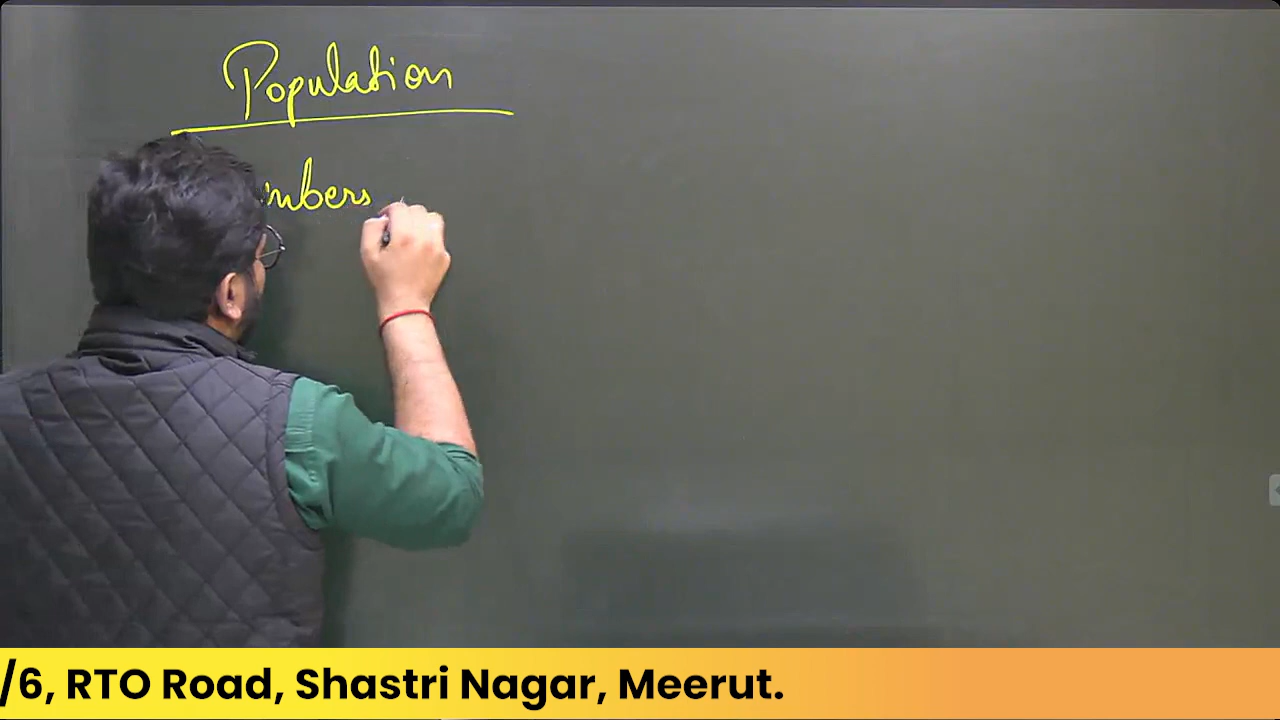 Population
mbers
/6, RTO Road, Shastri Nagar, Meerut.